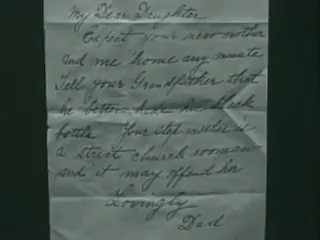 My Dear Daughter
Expect your new mother
and me home any minute
Tell your Grandfather that
he better hide his black
bottle Your step mother is
a strict church woman
and it may offend her.
Lovingly
Dad